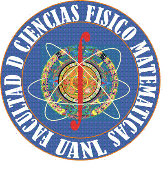 FACULTAD D CIENCIAS FISICO MATEMATICAS UANL